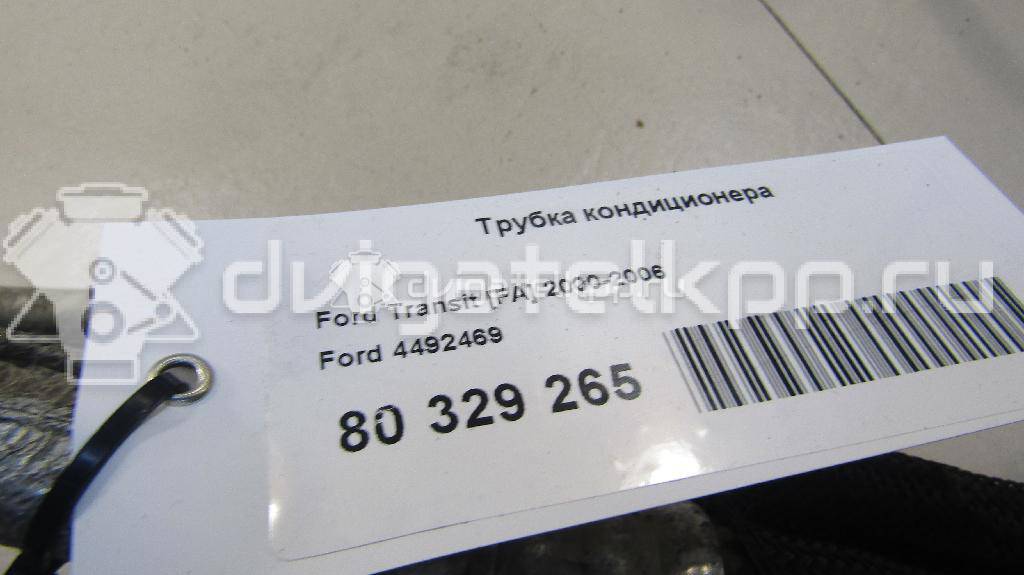 Трубка кондиционера
Ford Transit [FA] 2000-2006
Ford 4492469
80 329 265
dvigatelkpp.ru